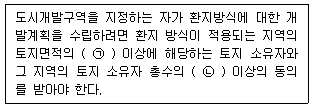 도시개발구역을 지정하는 자가 환지방식에 대한 개
발계획을 수립하려면 환지 방식이 적용되는 지역의
토지면적의 ( ㉠ ) 이상에 해당하는 토지 소유자와
그 지역의 토지 소유자 총수의 ( ㉡ ) 이상의 동의
를 받아야 한다.